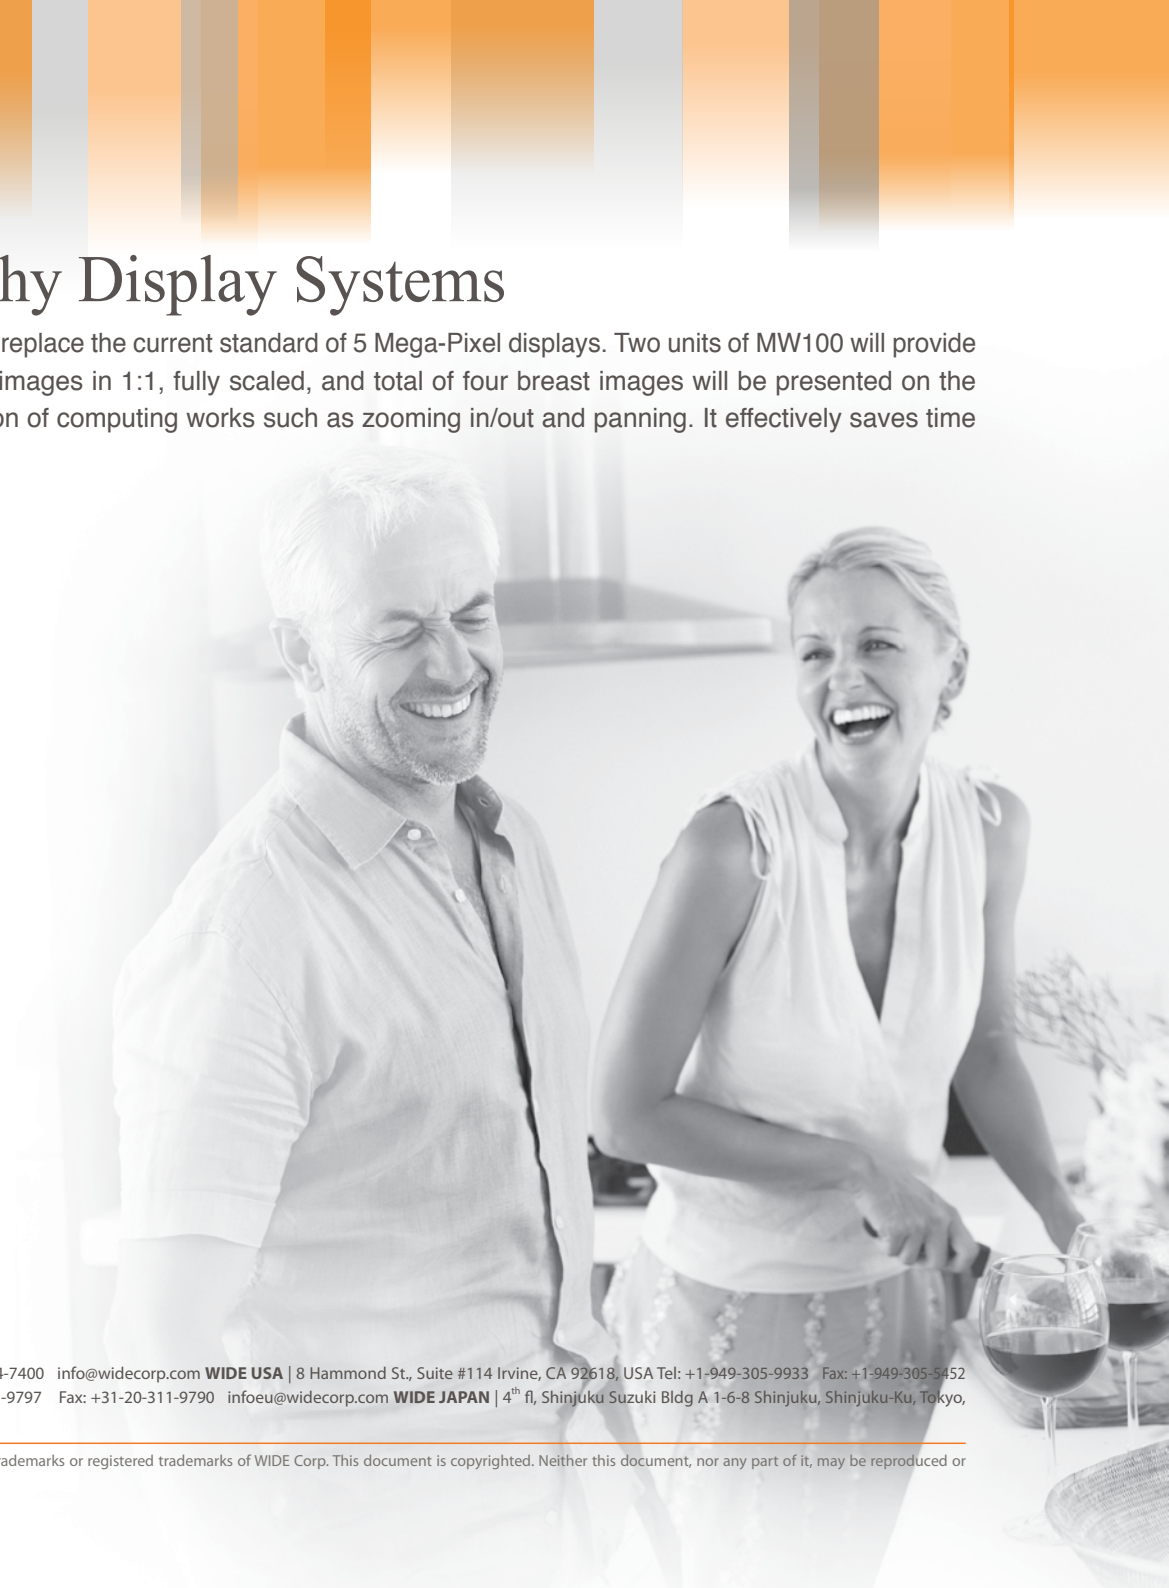 hy Display Systems
replace the current standard of 5 Mega-Pixel displays. Two units of MW100 will provide
images in 1:1, fully scaled, and total of four breast images will be presented on the
on of computing works such as zooming in/out and panning. It effectively saves time
4-7400 info@widecorp.com WIDE USA | 8 Hammond St., Suite #114 Irvine, CA 92618, USA Tel: +1-949-305-9933 Fax: +1-949-305-5452
-9797 Fax: +31-20-311-9790 infoeu@widecorp.com WIDE JAPAN | 4th fl, Shinjuku Suzuki Bldg A 1-6-8 Shinjuku, Shinjuku-Ku, Tokyo,
rademarks or registered trademarks of WIDE Corp. This document is copyrighted. Neither this document, nor any part of it, may be reproduced or